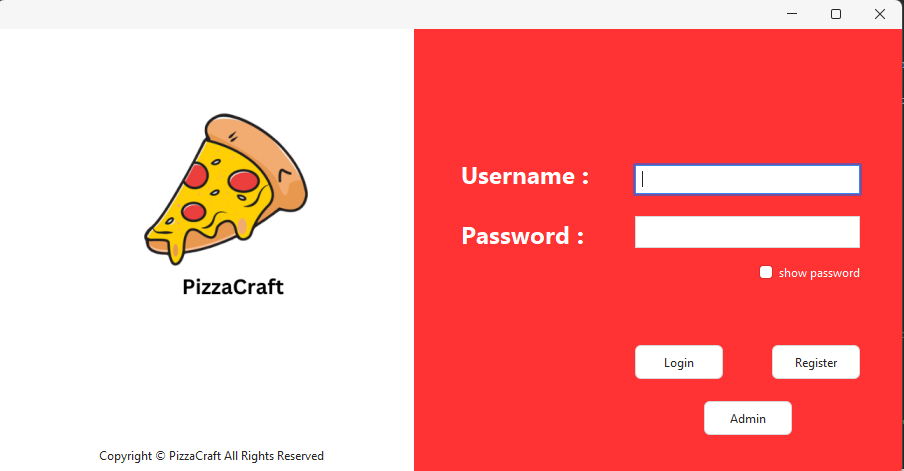 PizzaCraft
Copyright © PizzaCraft All Rights Reserved
Username :
Password :
show password
Login
Register
Admin